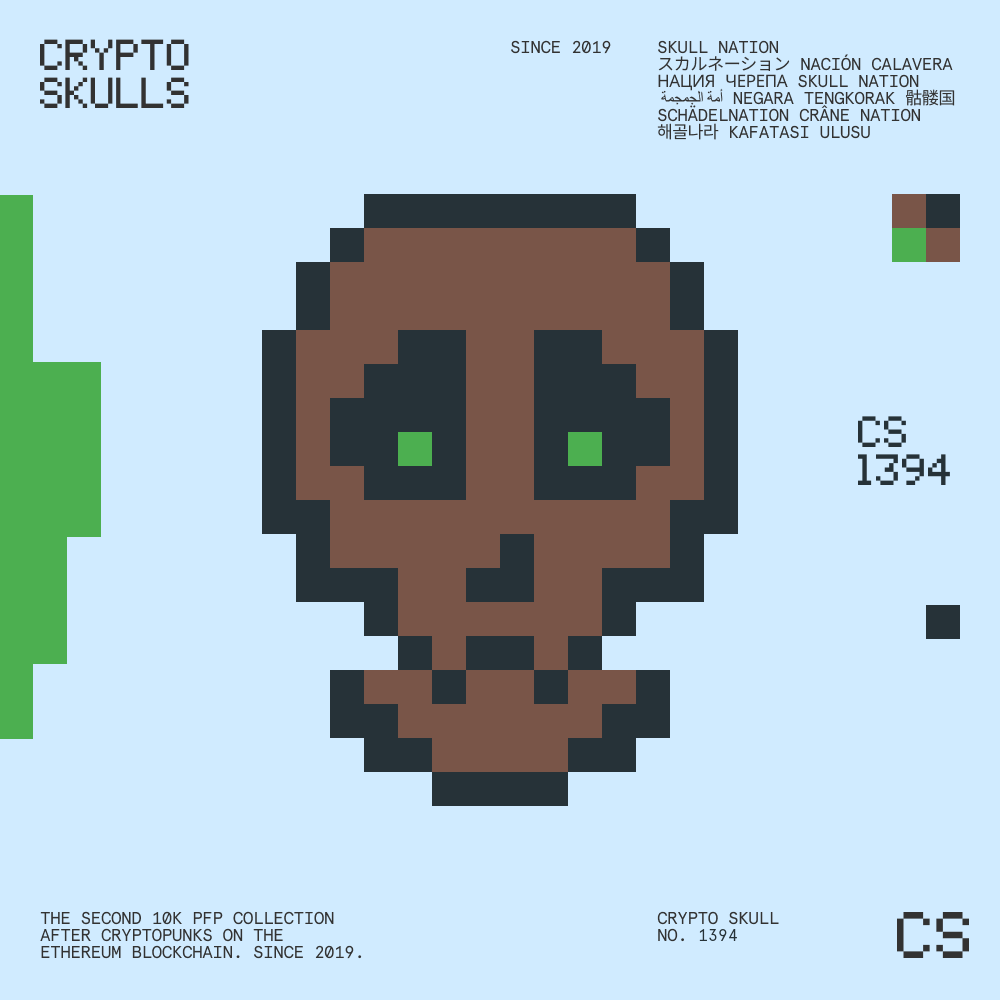 CRYPTO
SKULLS
SINCE 2019
SKULL NATION
スカルネーション NACIÓN CALAVERA
НАЦИЯ ЧЕРЕПА SKULL NATION
أمة الجمجمة NEGARA TENGKORAK 骷髅国
SCHÄDELNATION CRÂNE NATION
해골나라 KAFATASI ULUSU
CS
1394
THE SECOND 10K PFP COLLECTION
AFTER CRYPTOPUNKS ON THE
ETHEREUM BLOCKCHAIN. SINCE 2019.
CRYPTO SKULL
NO. 1394
CS